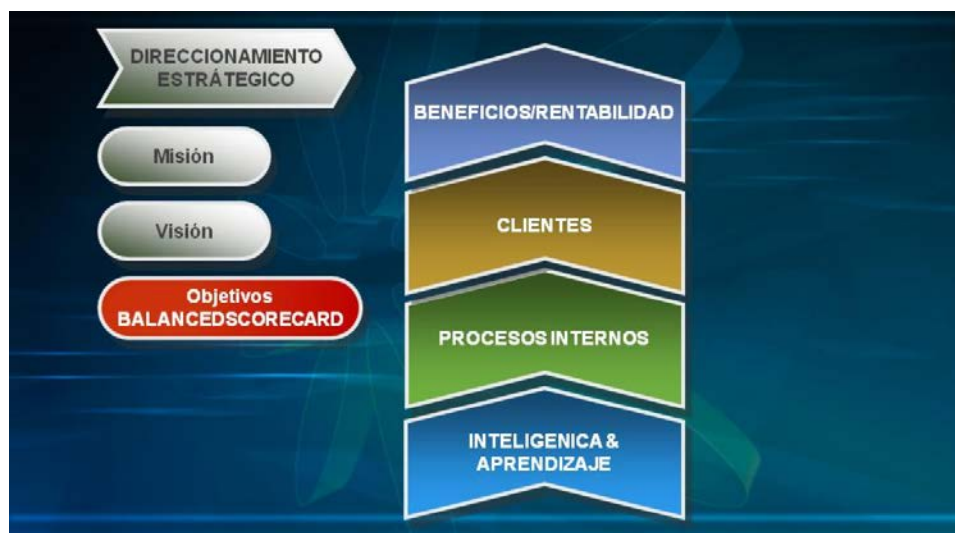 DIRECCIONAMIENTO
ESTRÁTEGICO
Misión
Visión
Objetivos
BALANCEDSCORECARD
BENEFICIOS/RENTABILIDAD
CLIENTES
PROCESOS INTERNOS
INTELIGENICA &
APRENDIZAJE